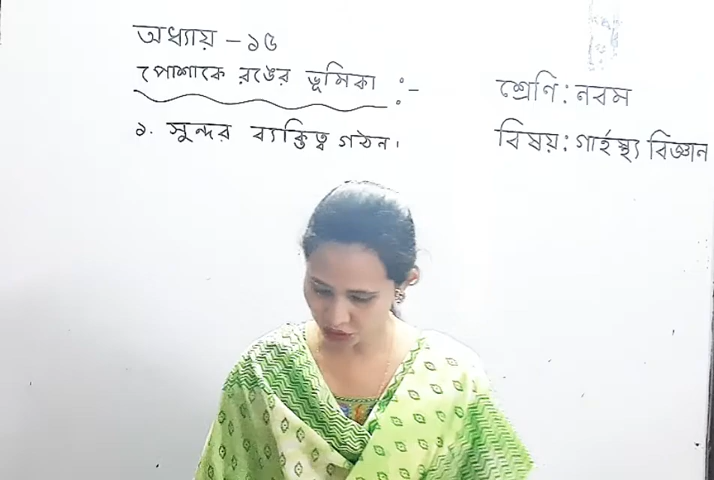 অধ্যায় - ১৫
পোশাকে রঙের ভূমিকা :-
১. সুন্দর ব্যক্তিত্ব গঠন।
শ্রেণি: নবম
বিষয়: গার্হস্থ্য বিজ্ঞান